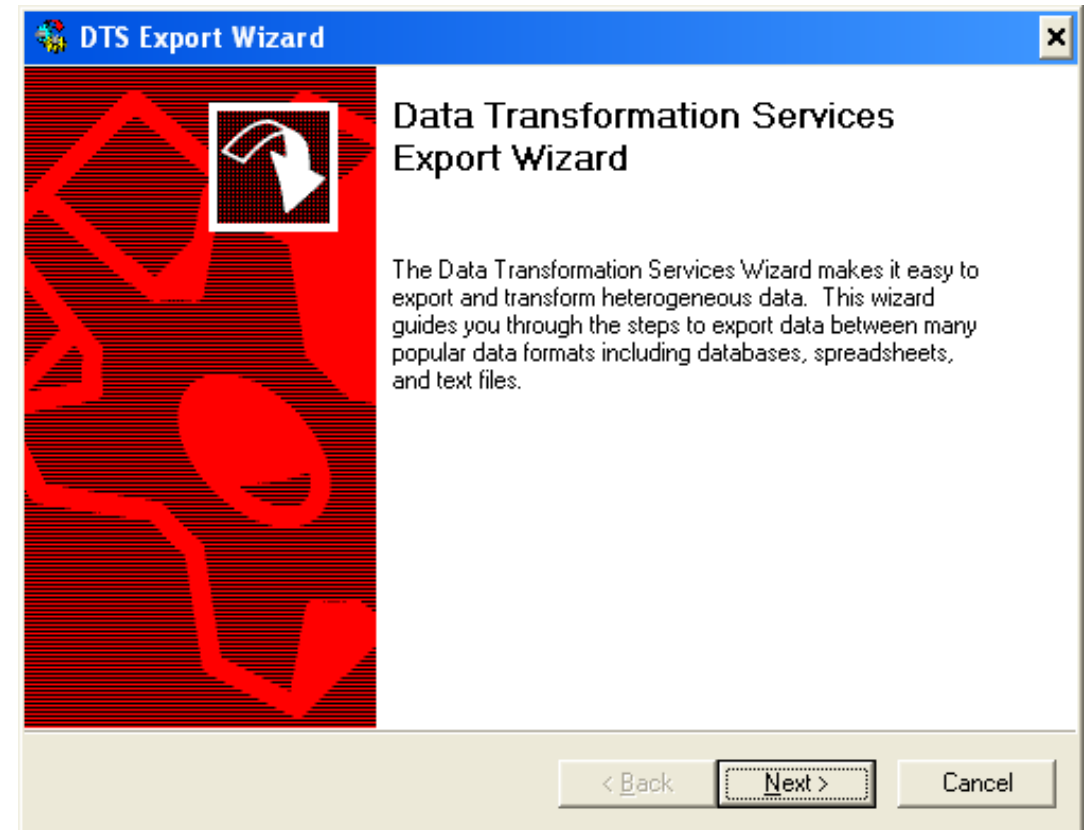 DTS Export Wizard
Data Transformation Services
Export Wizard
The Data Transformation Services Wizard makes it easy to
export and transform heterogeneous data.  This wizard
guides you through the steps to export data between many
popular data formats including databases, spreadsheets,
and text files.
< Back
Next >
Cancel